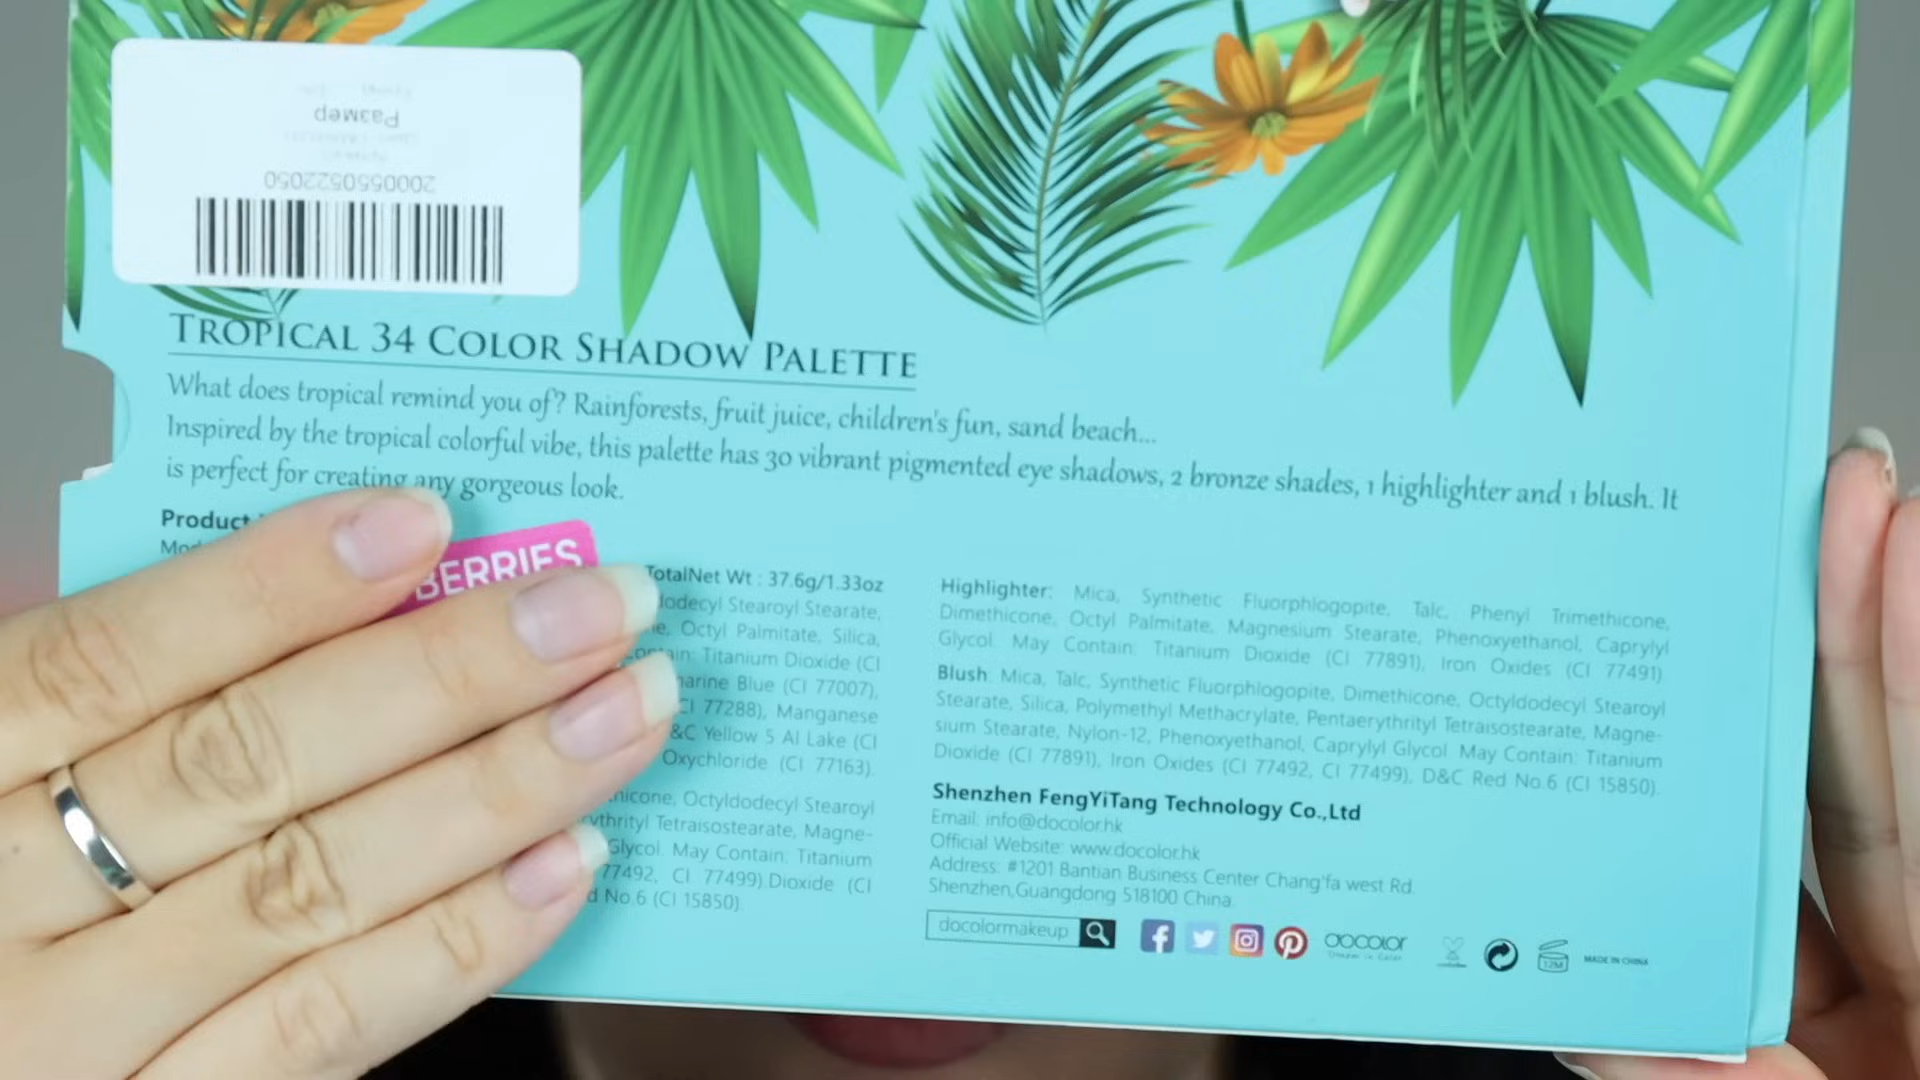 Размер
2000550522050
TROPICAL 34 COLOR SHADOW PALETTE
What does tropical remind you of? Rainforests, fruit juice, children's fun, sand beach...
Inspired by the tropical colorful vibe, this palette has 30 vibrant pigmented eye shadows, 2 bronze shades, 1 highlighter and 1 blush. It
is perfect for creating any gorgeous look.
Product
BERRIES
TotalNet Wt : 37.6g/1.33oz
Stearoyl Stearate,
Octyl Palmitate, Silica,
Titanium Dioxide (CI
Blue (CI 77007),
77288), Manganese
Yellow 5 Al Lake (CI
Oxychloride (CI 77163).
Octyldodecyl Stearoyl
Tetraisostearate, Magne-
Glycol. May Contain: Titanium
77492, CI 77499).Dioxide (CI
No.6 (CI 15850).
Highlighter: Mica, Synthetic Fluorphlogopite, Talc, Phenyl Trimethicone,
Dimethicone, Octyl Palmitate, Magnesium Stearate, Phenoxyethanol, Caprylyl
Glycol. May Contain: Titanium Dioxide (CI 77891), Iron Oxides (CI 77491).
Blush: Mica, Talc, Synthetic Fluorphlogopite, Dimethicone, Octyldodecyl Stearoyl
Stearate, Silica, Polymethyl Methacrylate, Pentaerythrityl Tetraisostearate, Magne-
sium Stearate, Nylon-12, Phenoxyethanol, Caprylyl Glycol. May Contain: Titanium
Dioxide (CI 77891), Iron Oxides (CI 77492, CI 77499), D&C Red No.6 (CI 15850).
Shenzhen FengYiTang Technology Co.,Ltd
Email: info@docolor.hk
Official Website: www.docolor.hk
Address: #1201 Bantian Business Center Chang'fa west Rd.
Shenzhen,Guangdong 518100 China.
docolormakeup
docolor
12M
MADE IN CHINA